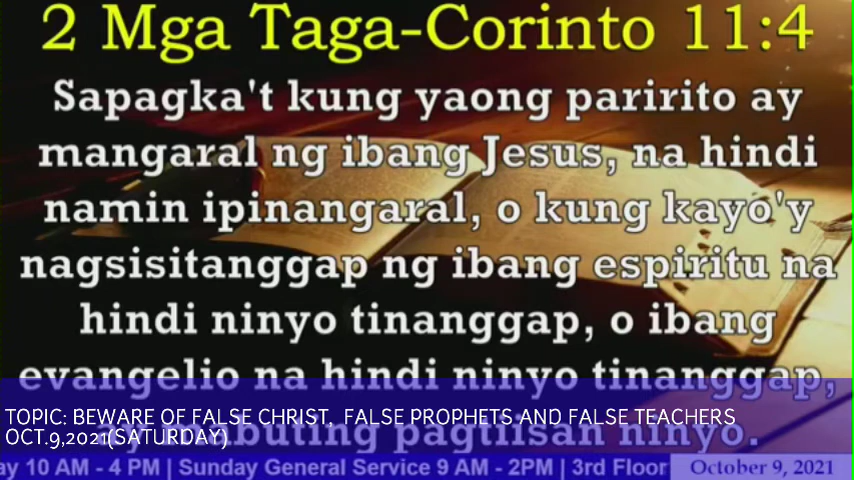 2 Mga Taga-Corinto 11:4
Sapagka't kung yaong paririto ay
mangaral ng ibang Jesus, na hindi
namin ipinangaral, o kung kayo'y
nagsisitanggap ng ibang espiritu na
hindi ninyo tinanggap, o ibang
evangelio na hindi ninyo tinanggap,
ay mabuting pagtiisan ninyo.
TOPIC: BEWARE OF FALSE CHRIST, FALSE PROPHETS AND FALSE TEACHERS
OCT.9,2021(SATURDAY)
ay 10 AM - 4 PM | Sunday General Service 9 AM - 2PM | 3rd Floor
October 9, 2021